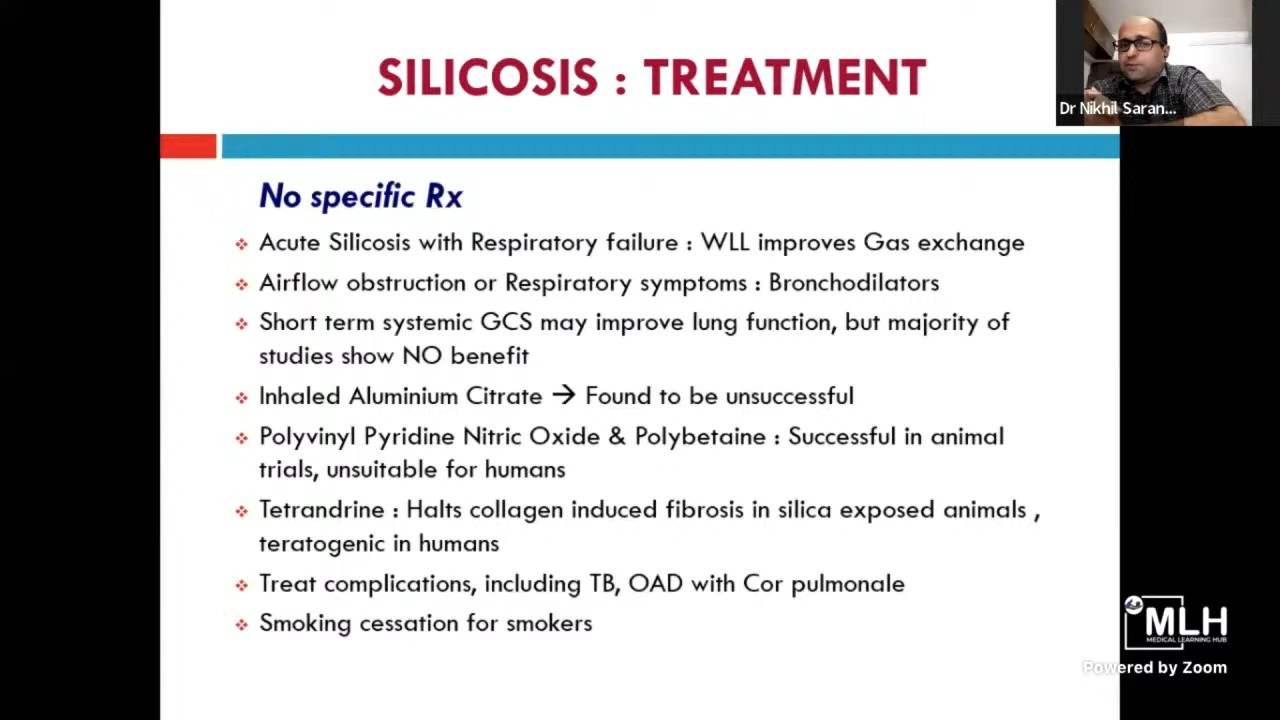 SILICOSIS : TREATMENT
Dr Nikhil Saran...
No specific Rx
❖ Acute Silicosis with Respiratory failure : WLL improves Gas exchange
❖ Airflow obstruction or Respiratory symptoms : Bronchodilators
❖ Short term systemic GCS may improve lung function, but majority of
studies show NO benefit
❖ Inhaled Aluminium Citrate → Found to be unsuccessful
❖ Polyvinyl Pyridine Nitric Oxide & Polybetaine : Successful in animal
trials, unsuitable for humans
❖ Tetrandrine : Halts collagen induced fibrosis in silica exposed animals ,
teratogenic in humans
❖ Treat complications, including TB, OAD with Cor pulmonale
❖ Smoking cessation for smokers
MLH
MEDICAL LEARNING HUB
Powered by Zoom